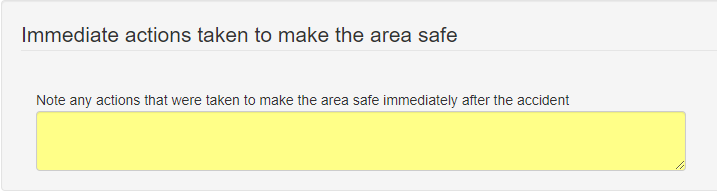 Immediate actions taken to make the area safe
Note any actions that were taken to make the area safe immediately after the accident